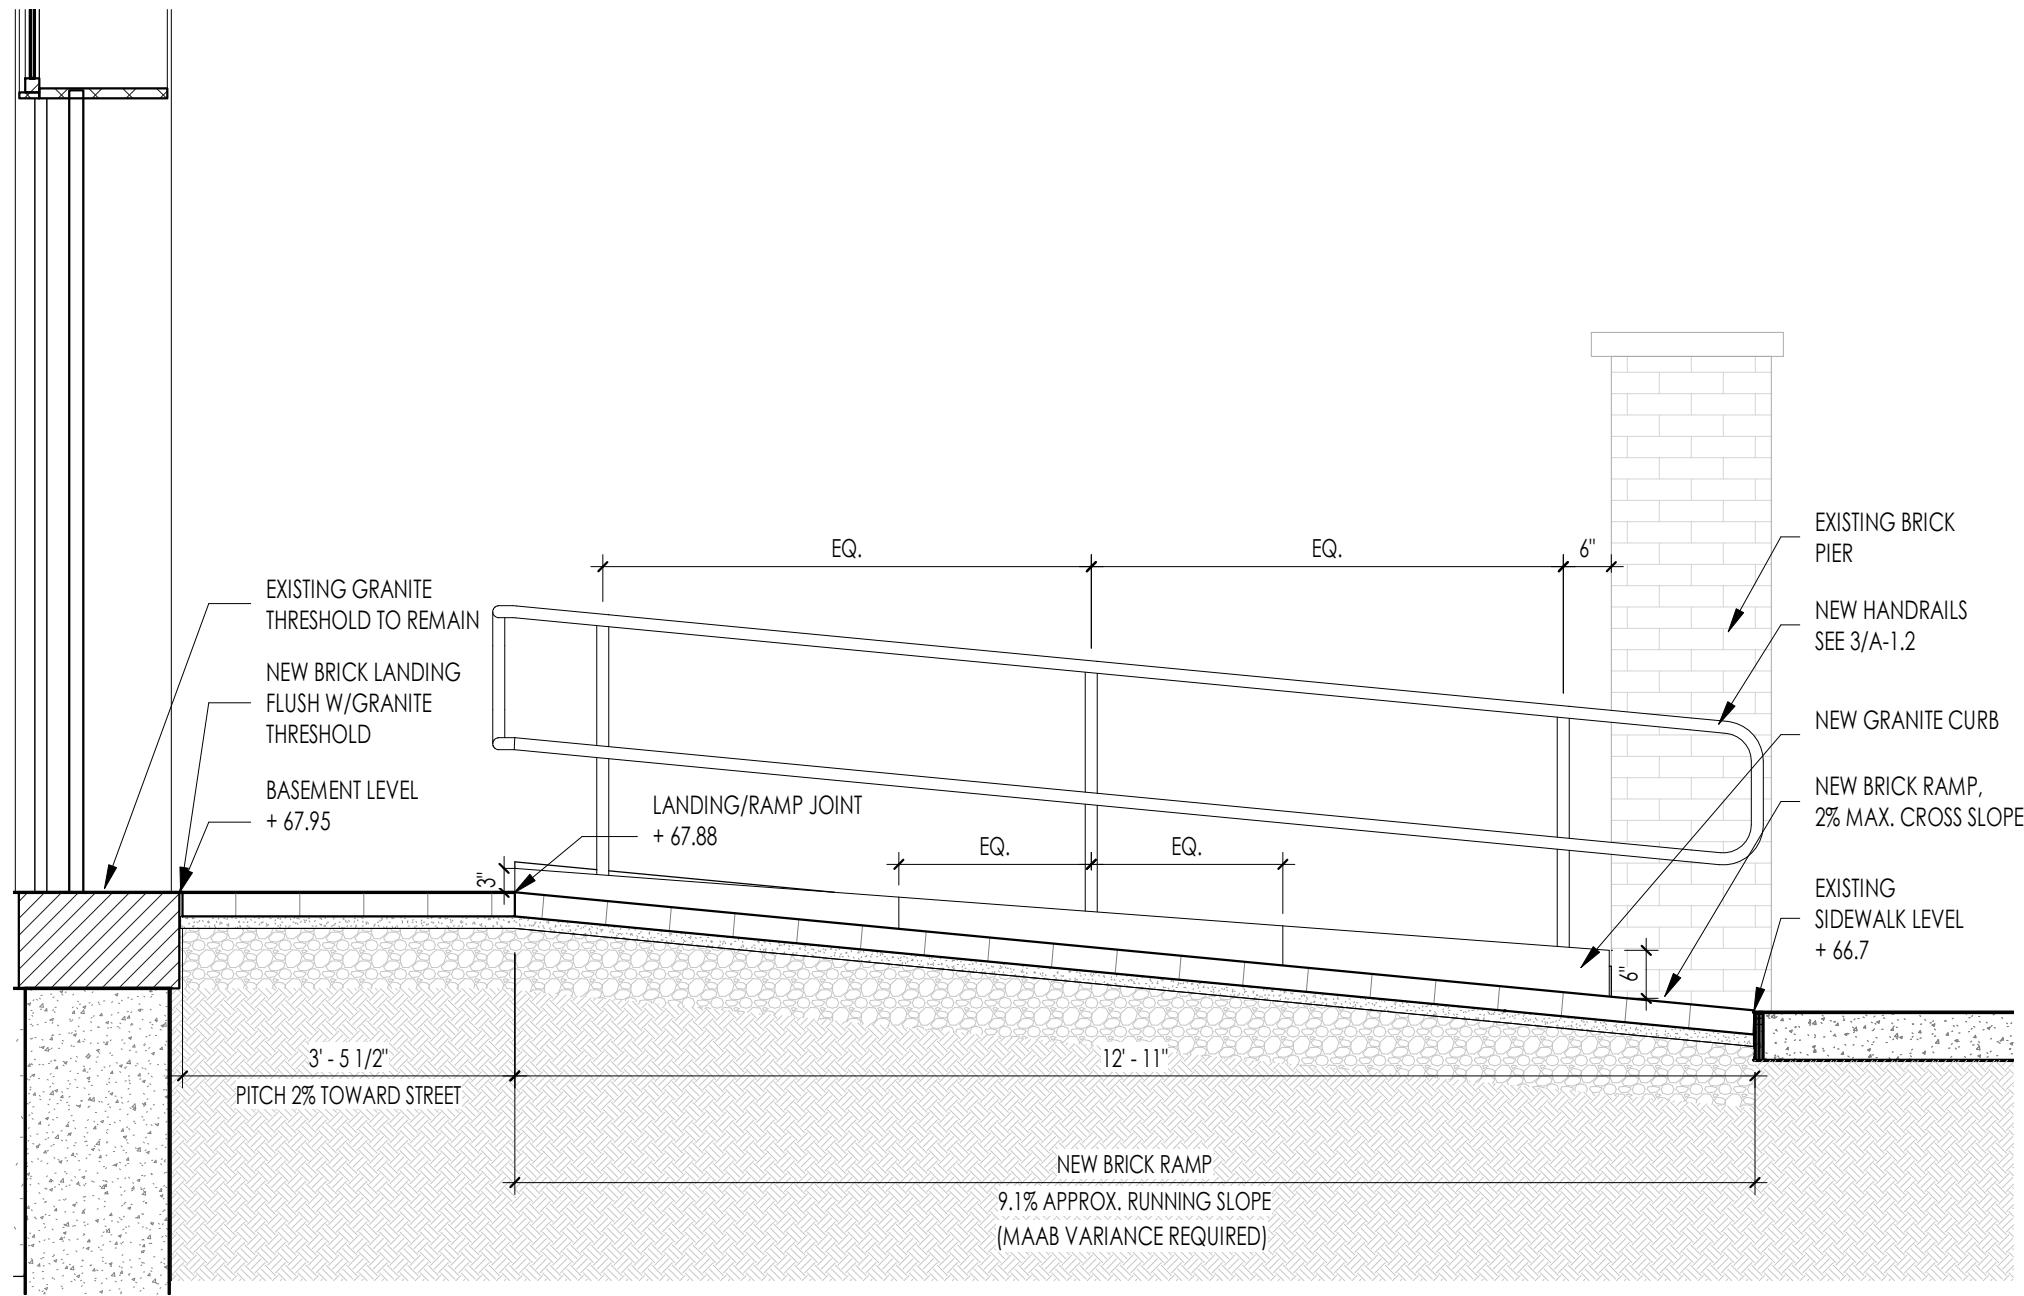 EQ.
EQ.
6"
EXISTING BRICK
PIER
EXISTING GRANITE
THRESHOLD TO REMAIN
NEW HANDRAILS
SEE 3/A-1.2
NEW BRICK LANDING
FLUSH W/GRANITE
THRESHOLD
NEW GRANITE CURB
BASEMENT LEVEL
+ 67.95
LANDING/RAMP JOINT
+ 67.88
NEW BRICK RAMP,
2% MAX. CROSS SLOPE
EQ.
EQ.
3"
EXISTING
SIDEWALK LEVEL
+ 66.7
6"
3' - 5 1/2"
PITCH 2% TOWARD STREET
12' - 11"
NEW BRICK RAMP
9.1% APPROX. RUNNING SLOPE
(MAAB VARIANCE REQUIRED)